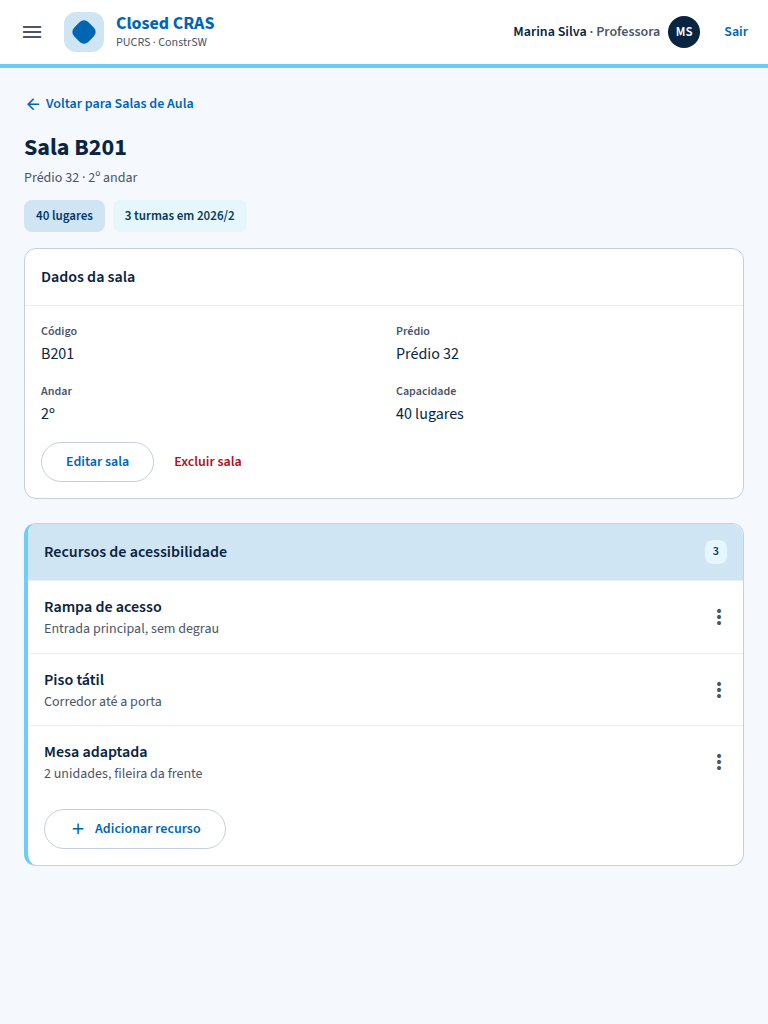 Closed CRAS
PUCRS · ConstrSW
Marina Silva · Professora
MS
Sair
Voltar para Salas de Aula
Sala B201
Prédio 32 · 2º andar
40 lugares
3 turmas em 2026/2
Dados da sala
Código
B201
Prédio
Prédio 32
Andar
2º
Capacidade
40 lugares
Editar sala
Excluir sala
Recursos de acessibilidade
3
Rampa de acesso
Entrada principal, sem degrau
Piso tátil
Corredor até a porta
Mesa adaptada
2 unidades, fileira da frente
Adicionar recurso